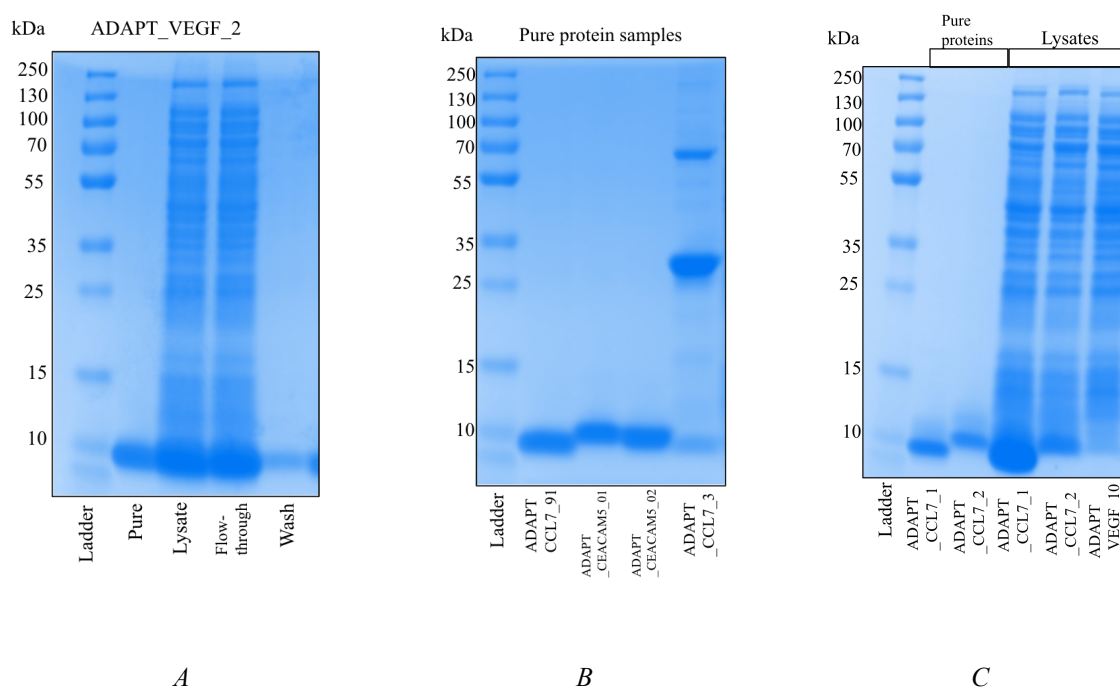 kDa
ADAPT_VEGF_2
250
130
100
70
55
35
25
15
10
Ladder
Pure
Lysate
Flow-
through
Wash
A
kDa
Pure protein samples
250
130
100
70
55
35
25
15
10
Ladder
ADAPT
CCL7_91
ADAPT
_CEACAM5_01
ADAPT
_CEACAM5_02
ADAPT
_CCL7_3
B
kDa
Pure
proteins
Lysates
250
130
100
70
55
35
25
15
10
Ladder
ADAPT
_CCL7_1
ADAPT
_CCL7_2
ADAPT
_CCL7_1
ADAPT
_CCL7_2
ADAPT
VEGF_10
C